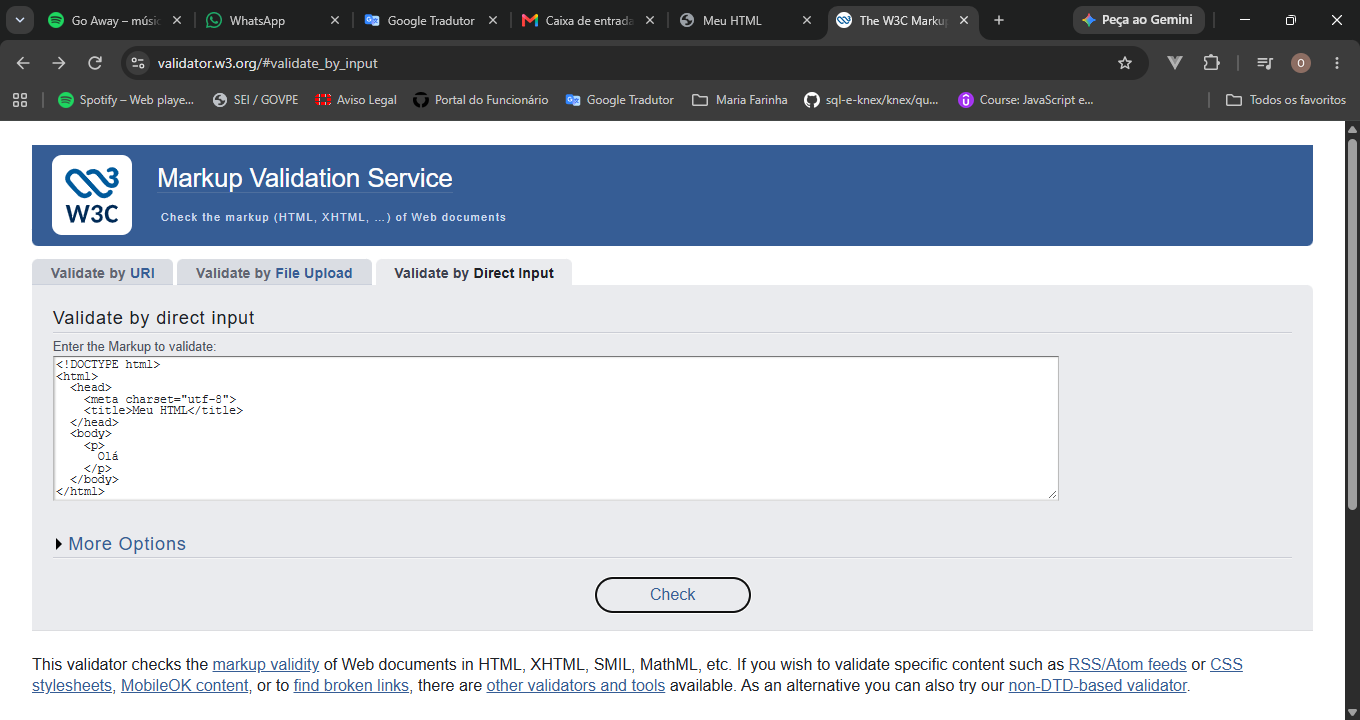 Go Away – músic
WhatsApp
Google Tradutor
Caixa de entrada
Meu HTML
The W3C Marku
Peça ao Gemini
validator.w3.org/#validate_by_input
O
Spotify – Web playe...
SEI / GOVPE
Aviso Legal
Portal do Funcionário
Google Tradutor
Maria Farinha
sql-e-knex/knex/qu...
Course: JavaScript e...
Todos os favoritos
W3C
Markup Validation Service
Check the markup (HTML, XHTML, …) of Web documents
Validate by URI
Validate by File Upload
Validate by Direct Input
Validate by direct input
Enter the Markup to validate:
<!DOCTYPE html>
<html>
  <head>
    <meta charset="utf-8">
    <title>Meu HTML</title>
  </head>
  <body>
    <p>
      Olá
    </p>
  </body>
</html>
More Options
Check
This validator checks the markup validity of Web documents in HTML, XHTML, SMIL, MathML, etc. If you wish to validate specific content such as RSS/Atom feeds or CSS
stylesheets, MobileOK content, or to find broken links, there are other validators and tools available. As an alternative you can also try our non-DTD-based validator.